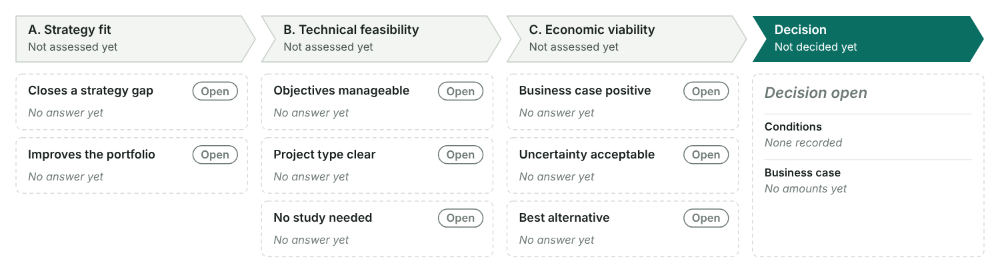 A. Strategy fit
Not assessed yet
Closes a strategy gap
Open
No answer yet
Improves the portfolio
Open
No answer yet
B. Technical feasibility
Not assessed yet
Objectives manageable
Open
No answer yet
Project type clear
Open
No answer yet
No study needed
Open
No answer yet
C. Economic viability
Not assessed yet
Business case positive
Open
No answer yet
Uncertainty acceptable
Open
No answer yet
Best alternative
Open
No answer yet
Decision
Not decided yet
Decision open
Conditions
None recorded
Business case
No amounts yet